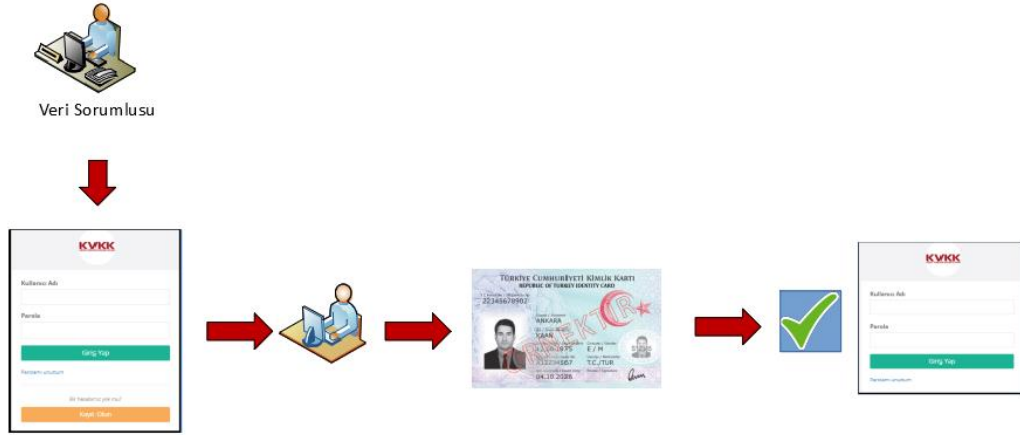 Veri Sorumlusu
KVKK
Kullanıcı Adı
Parola
Giriş Yap
Parolamı unuttum
Bir hesabınız yok mu?
Kayıt Olun
TÜRKİYE CUMHURİYETİ KİMLİK KARTI
REPUBLIC OF TURKEY IDENTITY CARD
ANKARA
KAAN
E / M
T.C./TUR
ÖRNEKTİR
KVKK
Kullanıcı Adı
Parola
Giriş Yap
Parolamı unuttum